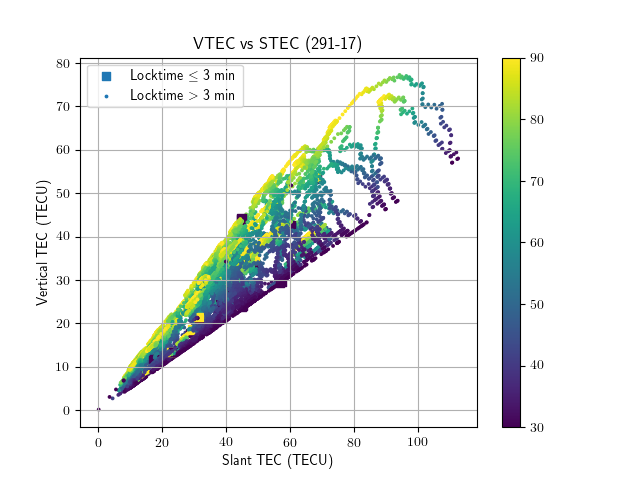 VTEC vs STEC (291-17)
Locktime ≤ 3 min
Locktime > 3 min
Vertical TEC (TECU)
80
70
60
50
40
30
20
10
0
0 20 40 60 80 100
Slant TEC (TECU)
90
80
70
60
50
40
30